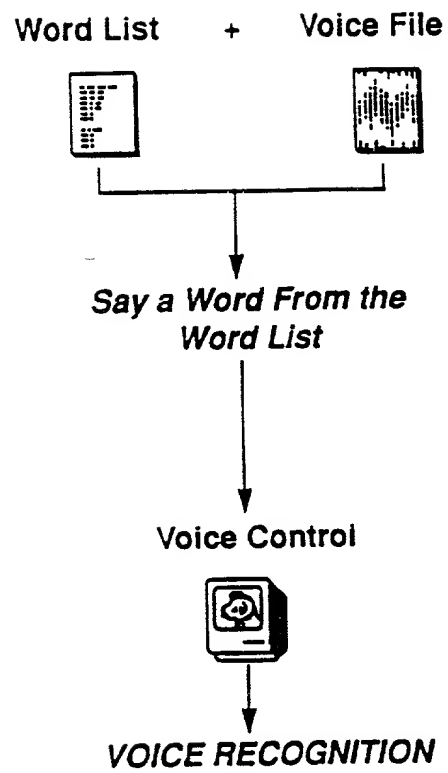 Word List + Voice File
Say a Word From the
Word List
Voice Control
VOICE RECOGNITION